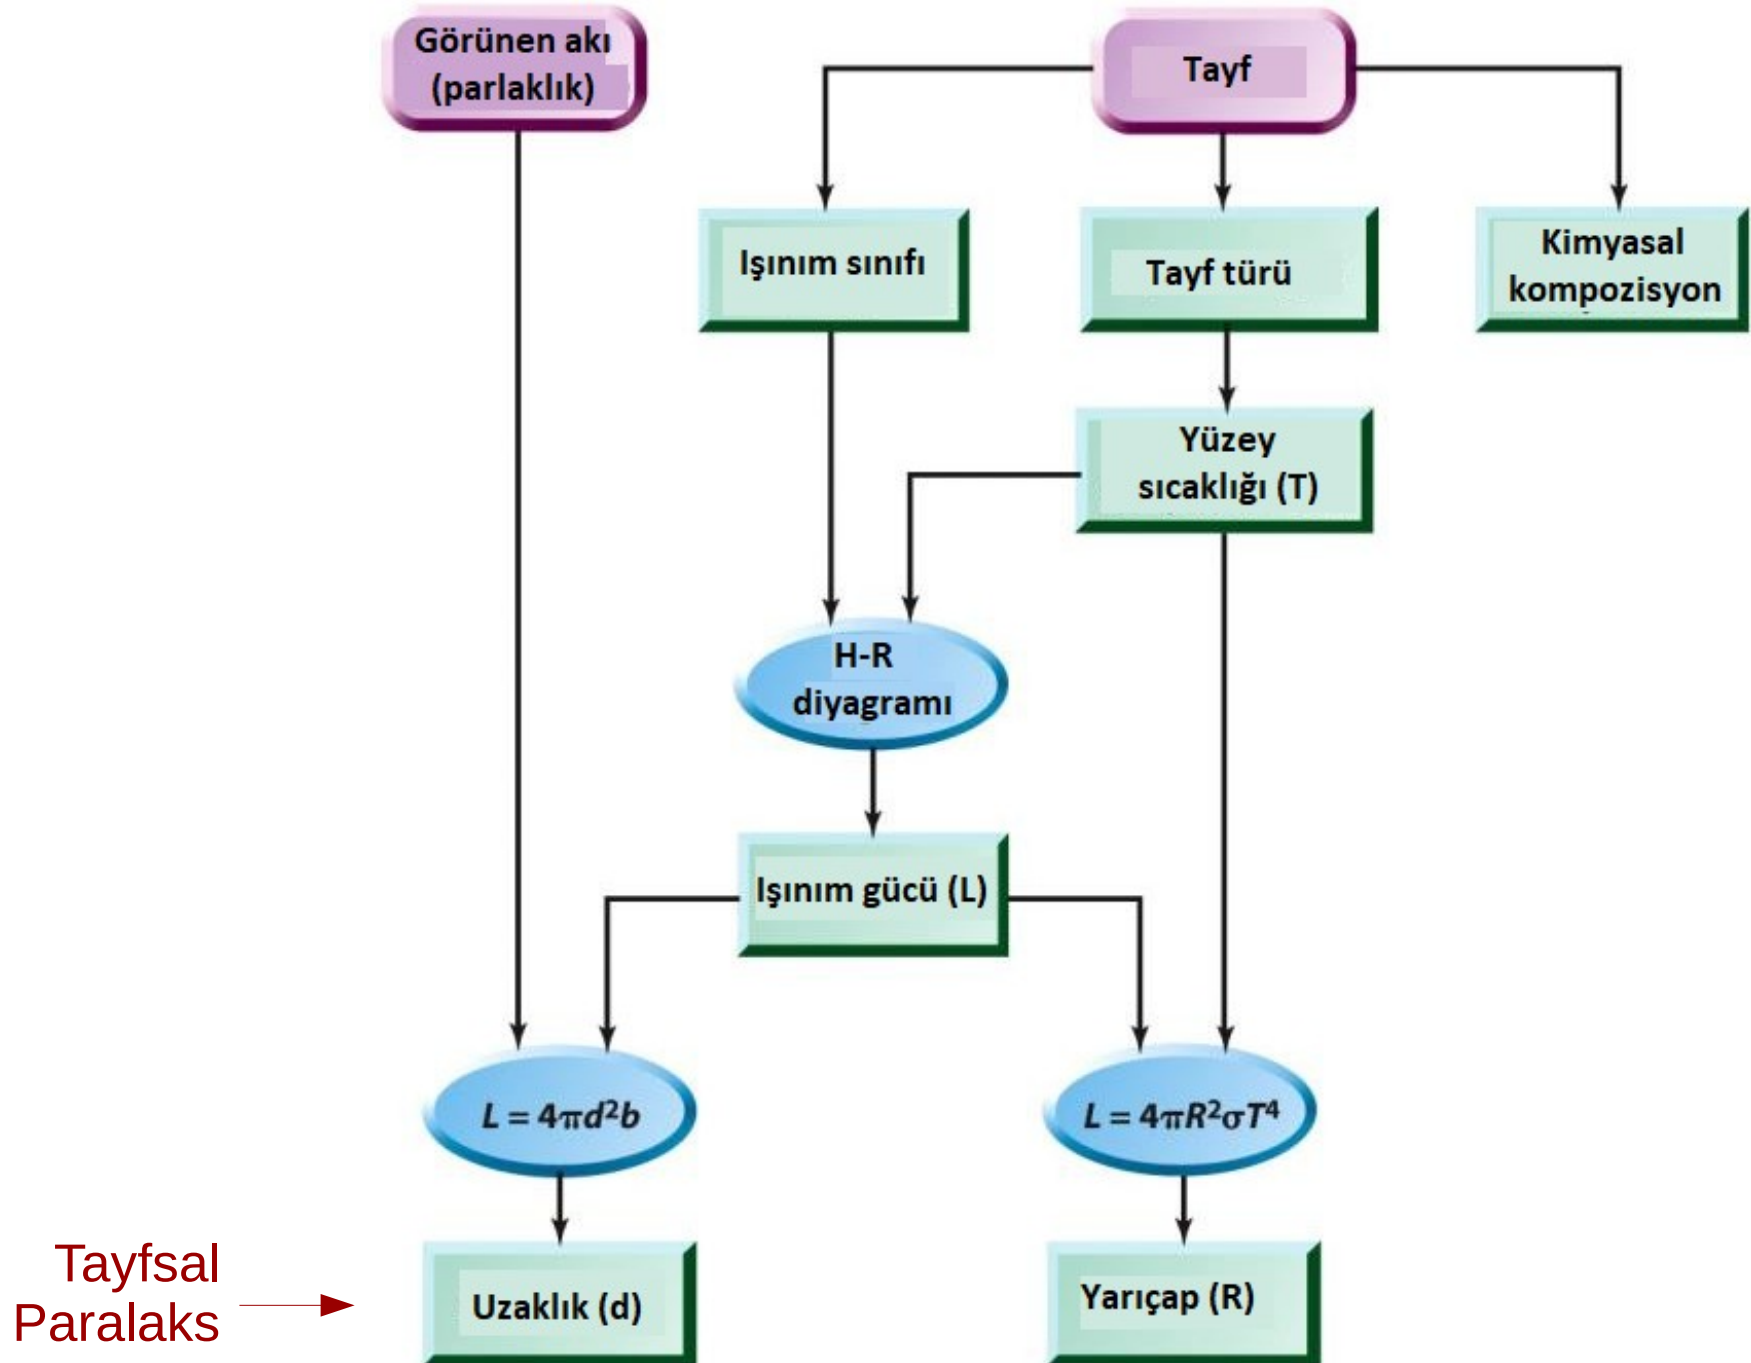 Görünen akı
(parlaklık)
Tayf
Işınım sınıfı
Tayf türü
Kimyasal
kompozisyon
Yüzey
sıcaklığı (T)
H-R
diyagramı
Işınım gücü (L)
L = 4πd²b
L = 4πR²σT⁴
Tayfsal
Paralaks
Uzaklık (d)
Yarıçap (R)